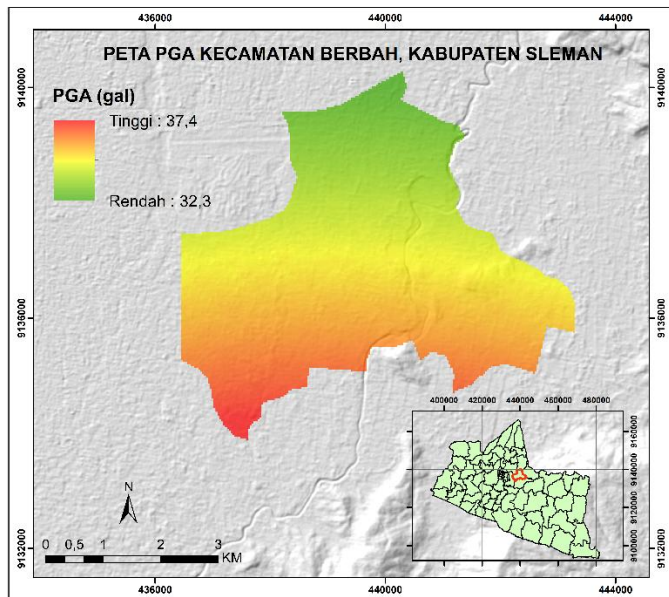 436000 440000 444000
PETA PGA KECAMATAN BERBAH, KABUPATEN SLEMAN
9140000 9140000
PGA (gal)
Tinggi : 37,4
Rendah : 32,3
9136000 9136000
400000 420000 440000 460000 480000
9160000
9140000
9120000
9100000
N
0 0,5 1 2 3
KM
9132000 9132000
436000 440000 444000